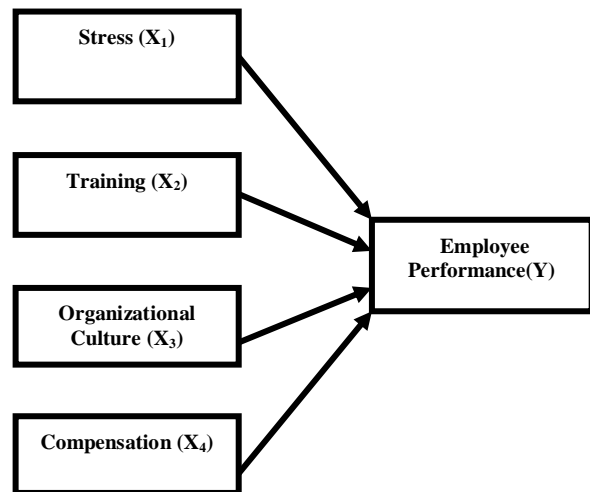 Stress (X₁)
Training (X₂)
Employee
Performance(Y)
Organizational
Culture (X₃)
Compensation (X₄)